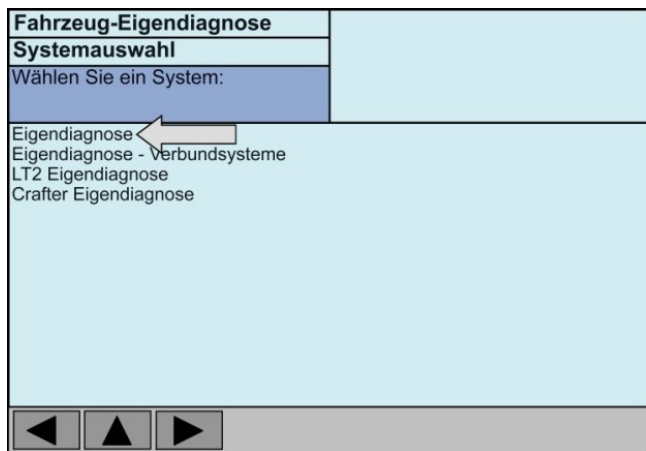 Fahrzeug-Eigendiagnose
Systemauswahl
Wählen Sie ein System:
Eigendiagnose
Eigendiagnose - Verbundsysteme
LT2 Eigendiagnose
Crafter Eigendiagnose